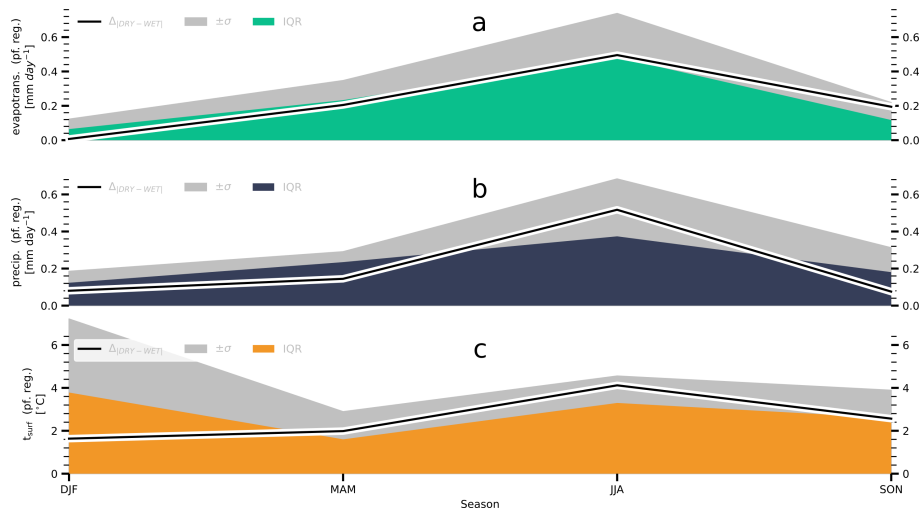 Δ|DRY−WET| ±σ IQR
a
evapotrans. (pf. reg.)
[mm day⁻¹]
0.6 0.6
0.4 0.4
0.2 0.2
0.0 0.0
Δ|DRY−WET| ±σ IQR
b
precip. (pf. reg.)
[mm day⁻¹]
0.6 0.6
0.4 0.4
0.2 0.2
0.0 0.0
Δ|DRY−WET| ±σ IQR
c
t_surf (pf. reg.)
[°C]
6 6
4 4
2 2
0 0
DJF MAM JJA SON
Season